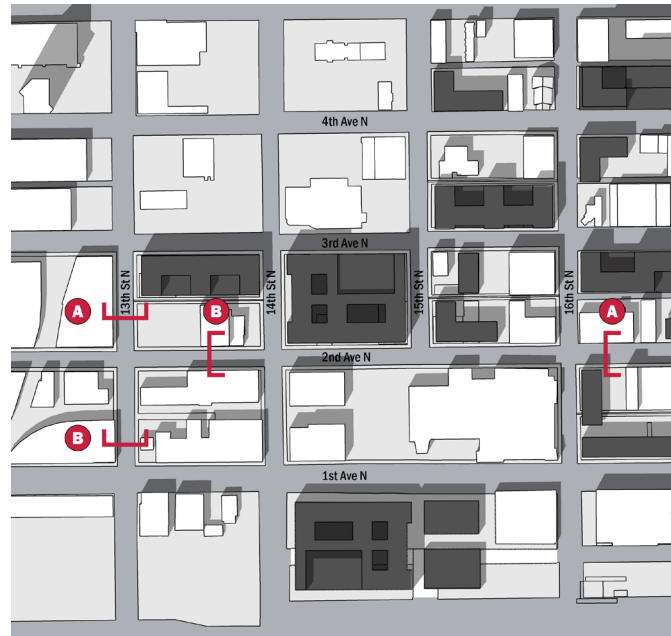 4th Ave N
3rd Ave N
13th St N
14th St N
15th St N
16th St N
A
B
A
2nd Ave N
B
1st Ave N